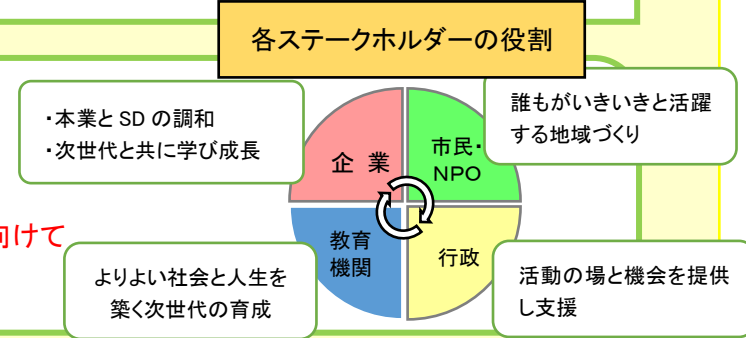 各ステークホルダーの役割
・本業と SD の調和
・次世代と共に学び成長
誰もがいきいきと活躍
する地域づくり
企 業
市民・
NPO
向けて
教育
機関
行政
よりよい社会と人生を
築く次世代の育成
活動の場と機会を提供
し支援